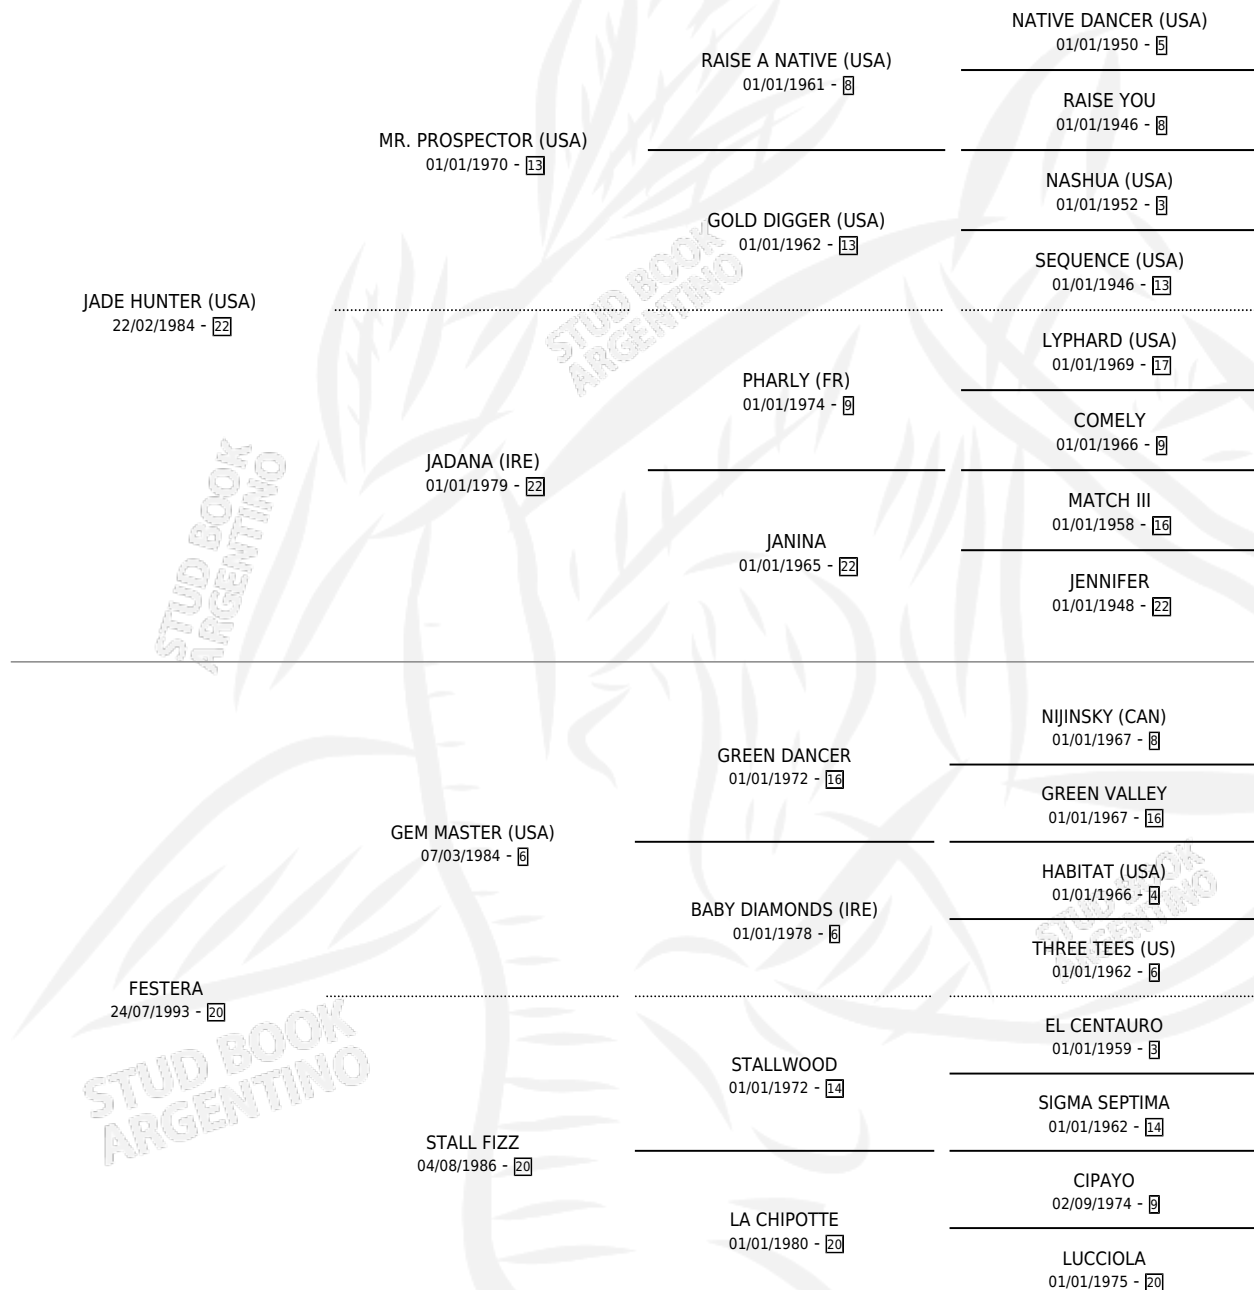 NATIVE DANCER (USA)
01/01/1950 - 5
RAISE A NATIVE (USA)
01/01/1961 - 8
RAISE YOU
01/01/1946 - 8
MR. PROSPECTOR (USA)
01/01/1970 - 13
NASHUA (USA)
01/01/1952 - 3
GOLD DIGGER (USA)
01/01/1962 - 13
SEQUENCE (USA)
01/01/1946 - 13
JADE HUNTER (USA)
22/02/1984 - 22
LYPHARD (USA)
01/01/1969 - 17
PHARLY (FR)
01/01/1974 - 9
COMELY
01/01/1966 - 9
JADANA (IRE)
01/01/1979 - 22
MATCH III
01/01/1958 - 16
JANINA
01/01/1965 - 22
JENNIFER
01/01/1948 - 22
NIJINSKY (CAN)
01/01/1967 - 8
GREEN DANCER
01/01/1972 - 16
GREEN VALLEY
01/01/1967 - 16
GEM MASTER (USA)
07/03/1984 - 6
HABITAT (USA)
01/01/1966 - 4
BABY DIAMONDS (IRE)
01/01/1978 - 6
THREE TEES (US)
01/01/1962 - 6
FESTERA
24/07/1993 - 20
EL CENTAURO
01/01/1959 - 3
STALLWOOD
01/01/1972 - 14
SIGMA SEPTIMA
01/01/1962 - 14
STALL FIZZ
04/08/1986 - 20
CIPAYO
02/09/1974 - 9
LA CHIPOTTE
01/01/1980 - 20
LUCCIOLA
01/01/1975 - 20
STUD BOOK
ARGENTINO
STUD BOOK
ARGENTINO
STUD BOOK
ARGENTINO
STUD BOOK
ARGENTINO